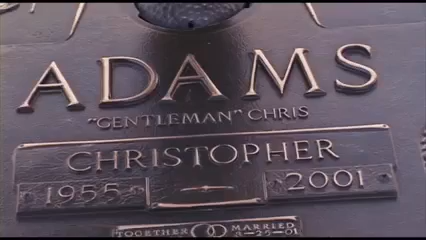 ADAMS
"GENTLEMAN" CHRIS
CHRISTOPHER
1955 2001
TOGETHER MARRIED